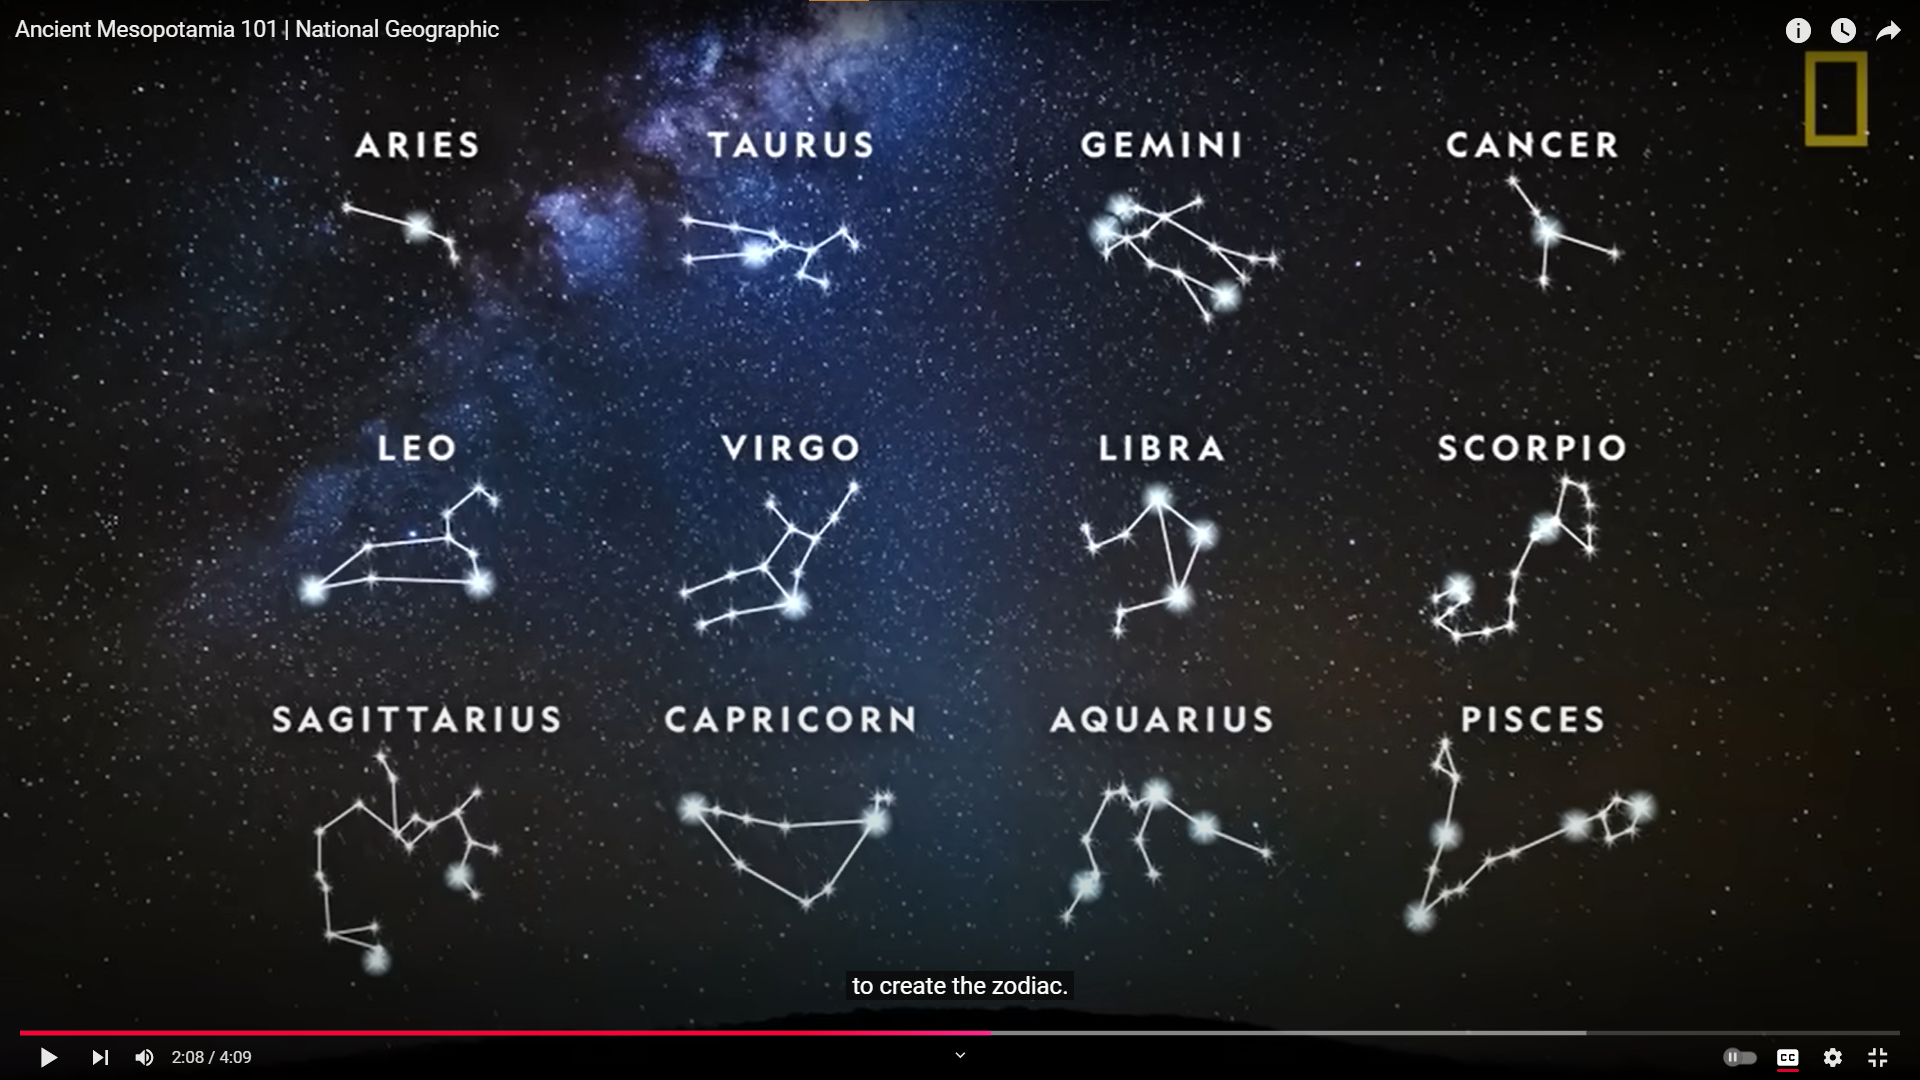 Ancient Mesopotamia 101 | National Geographic
ARIES TAURUS GEMINI CANCER
LEO VIRGO LIBRA SCORPIO
SAGITTARIUS CAPRICORN AQUARIUS PISCES
to create the zodiac.
2:08 / 4:09
CC